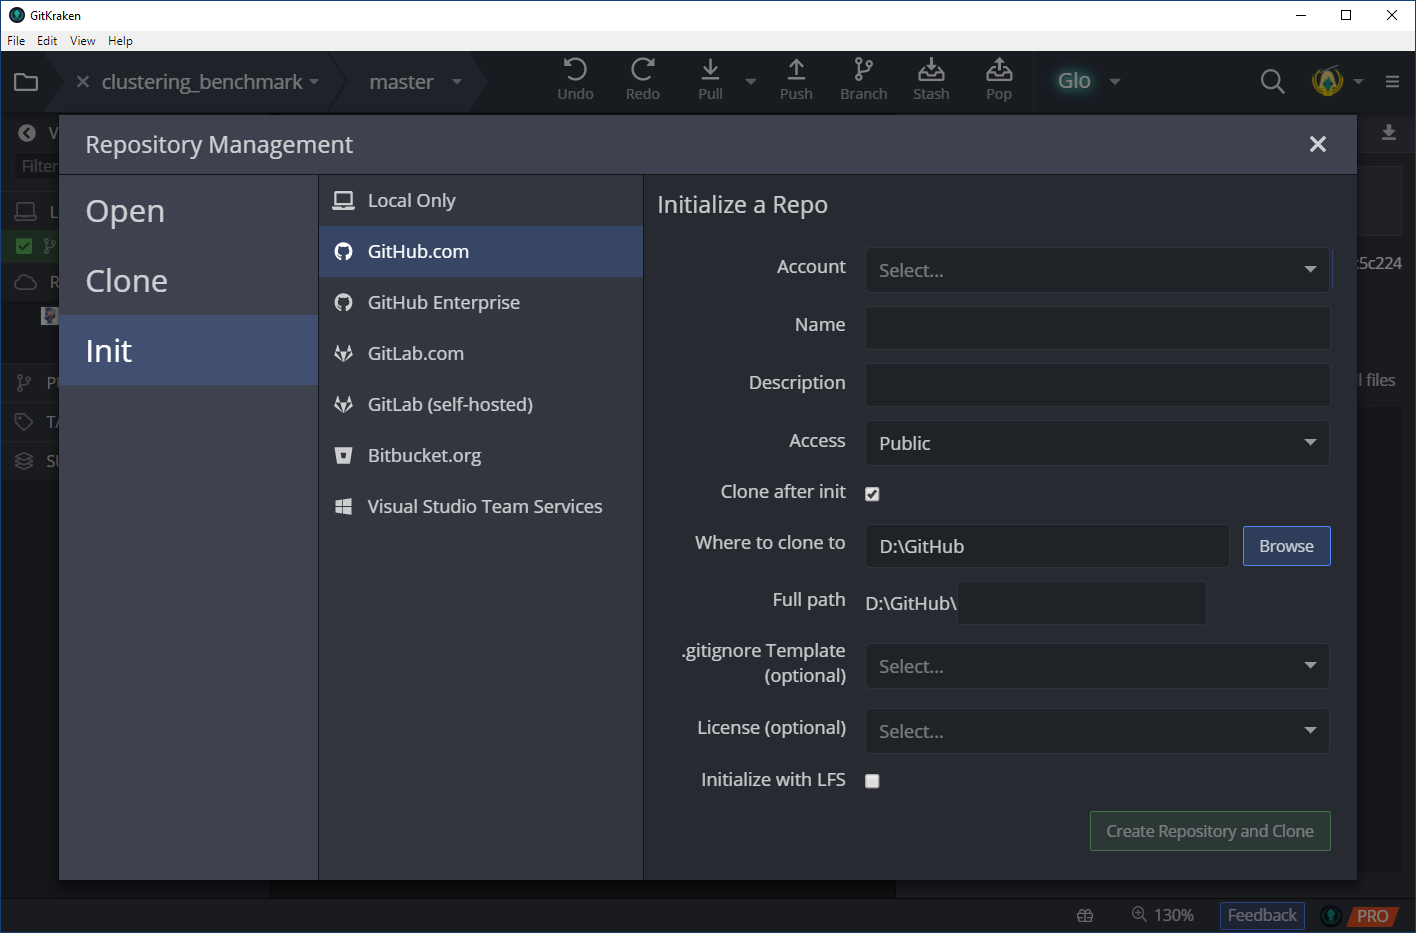 GitKraken
File Edit View Help
clustering_benchmark master Undo Redo Pull Push Branch Stash Pop Glo
Repository Management
Filter
Open
Clone
Init
Local Only
GitHub.com
GitHub Enterprise
GitLab.com
GitLab (self-hosted)
Bitbucket.org
Visual Studio Team Services
Initialize a Repo
Account Select...
Name
Description
Access Public
Clone after init
Where to clone to D:\GitHub Browse
Full path D:\GitHub\
.gitignore Template
(optional) Select...
License (optional) Select...
Initialize with LFS
Create Repository and Clone
5c224
files
130% Feedback PRO